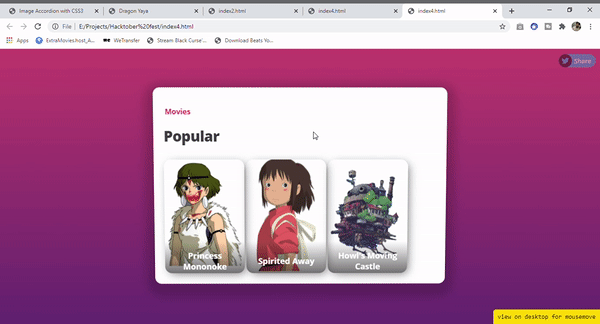 Image Accordion with CSS3
Dragon Yaya
index2.html
index4.html
index4.html
File
E:/Projects/Hacktober%20fest/index4.html
Apps
ExtraMovies.host_A...
WeTransfer
Stream Black Curse'...
Download Beats Yo...
Share
Movies
Popular
Princess
Mononoke
Spirited Away
Howl's Moving
Castle
view on desktop for mousemove